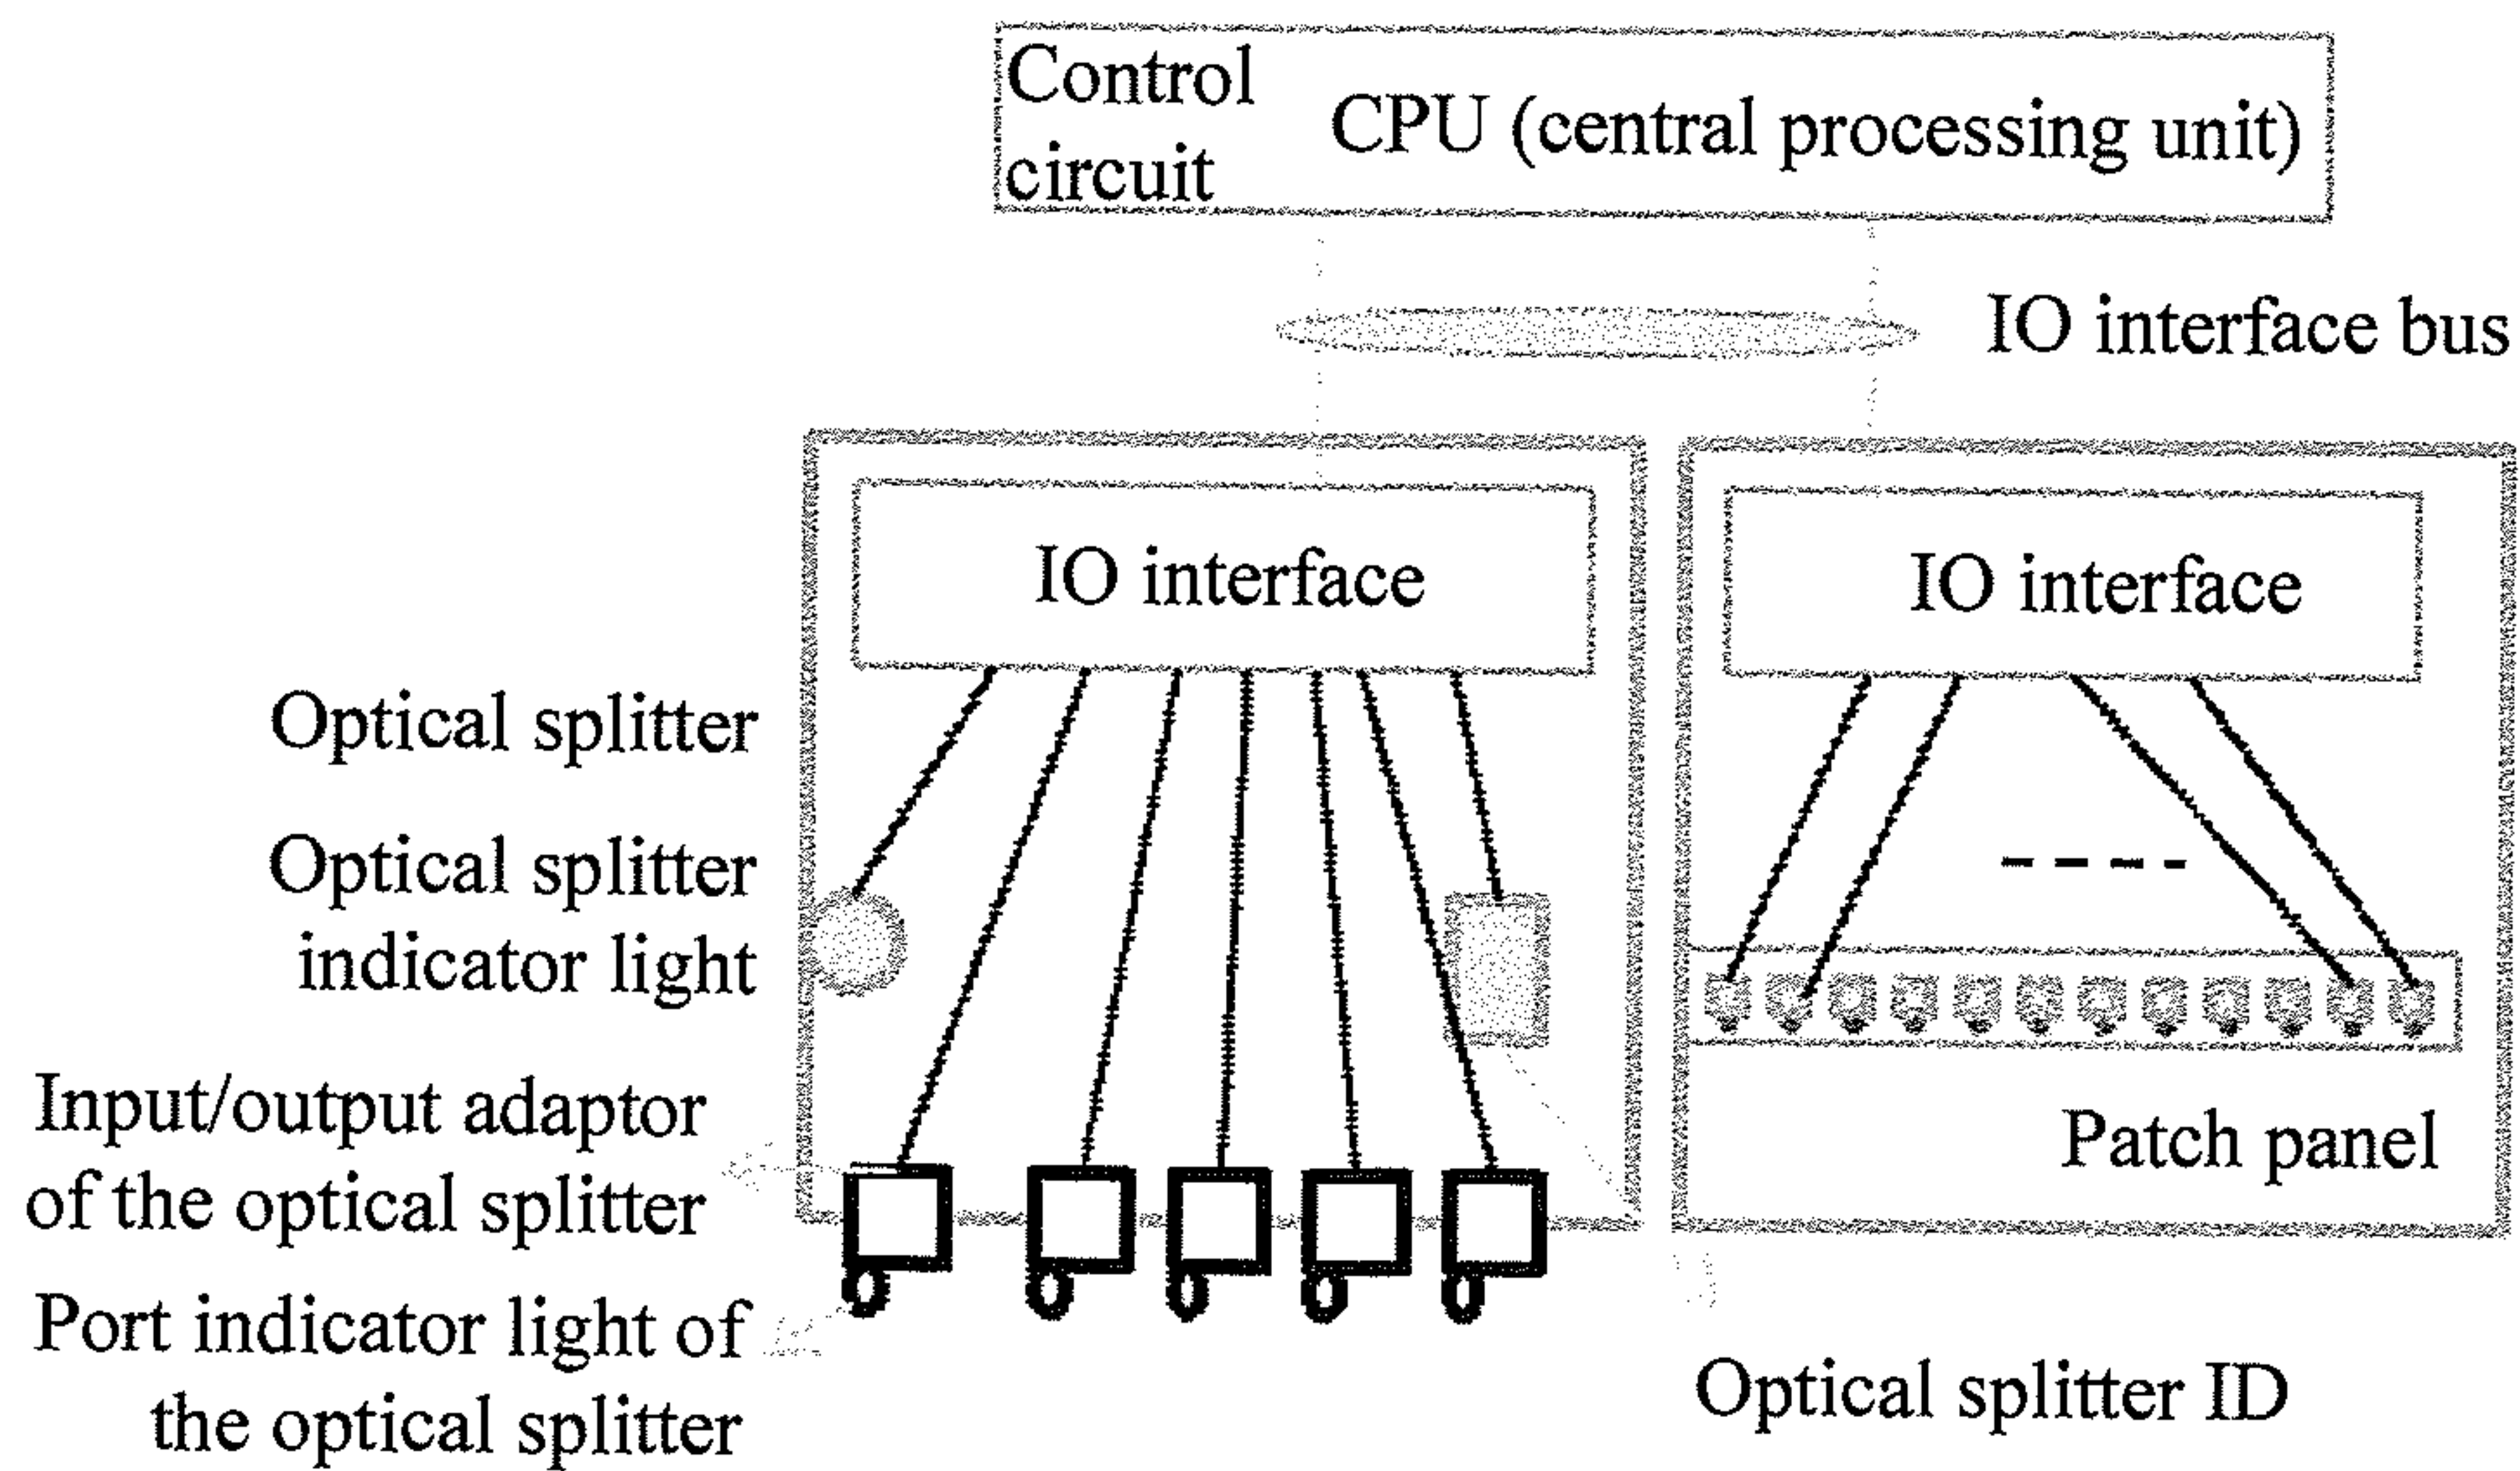 Control
circuit
CPU (central processing unit)
IO interface bus
IO interface
IO interface
Optical splitter
Optical splitter
indicator light
Input/output adaptor
of the optical splitter
Patch panel
Port indicator light of
the optical splitter
Optical splitter ID